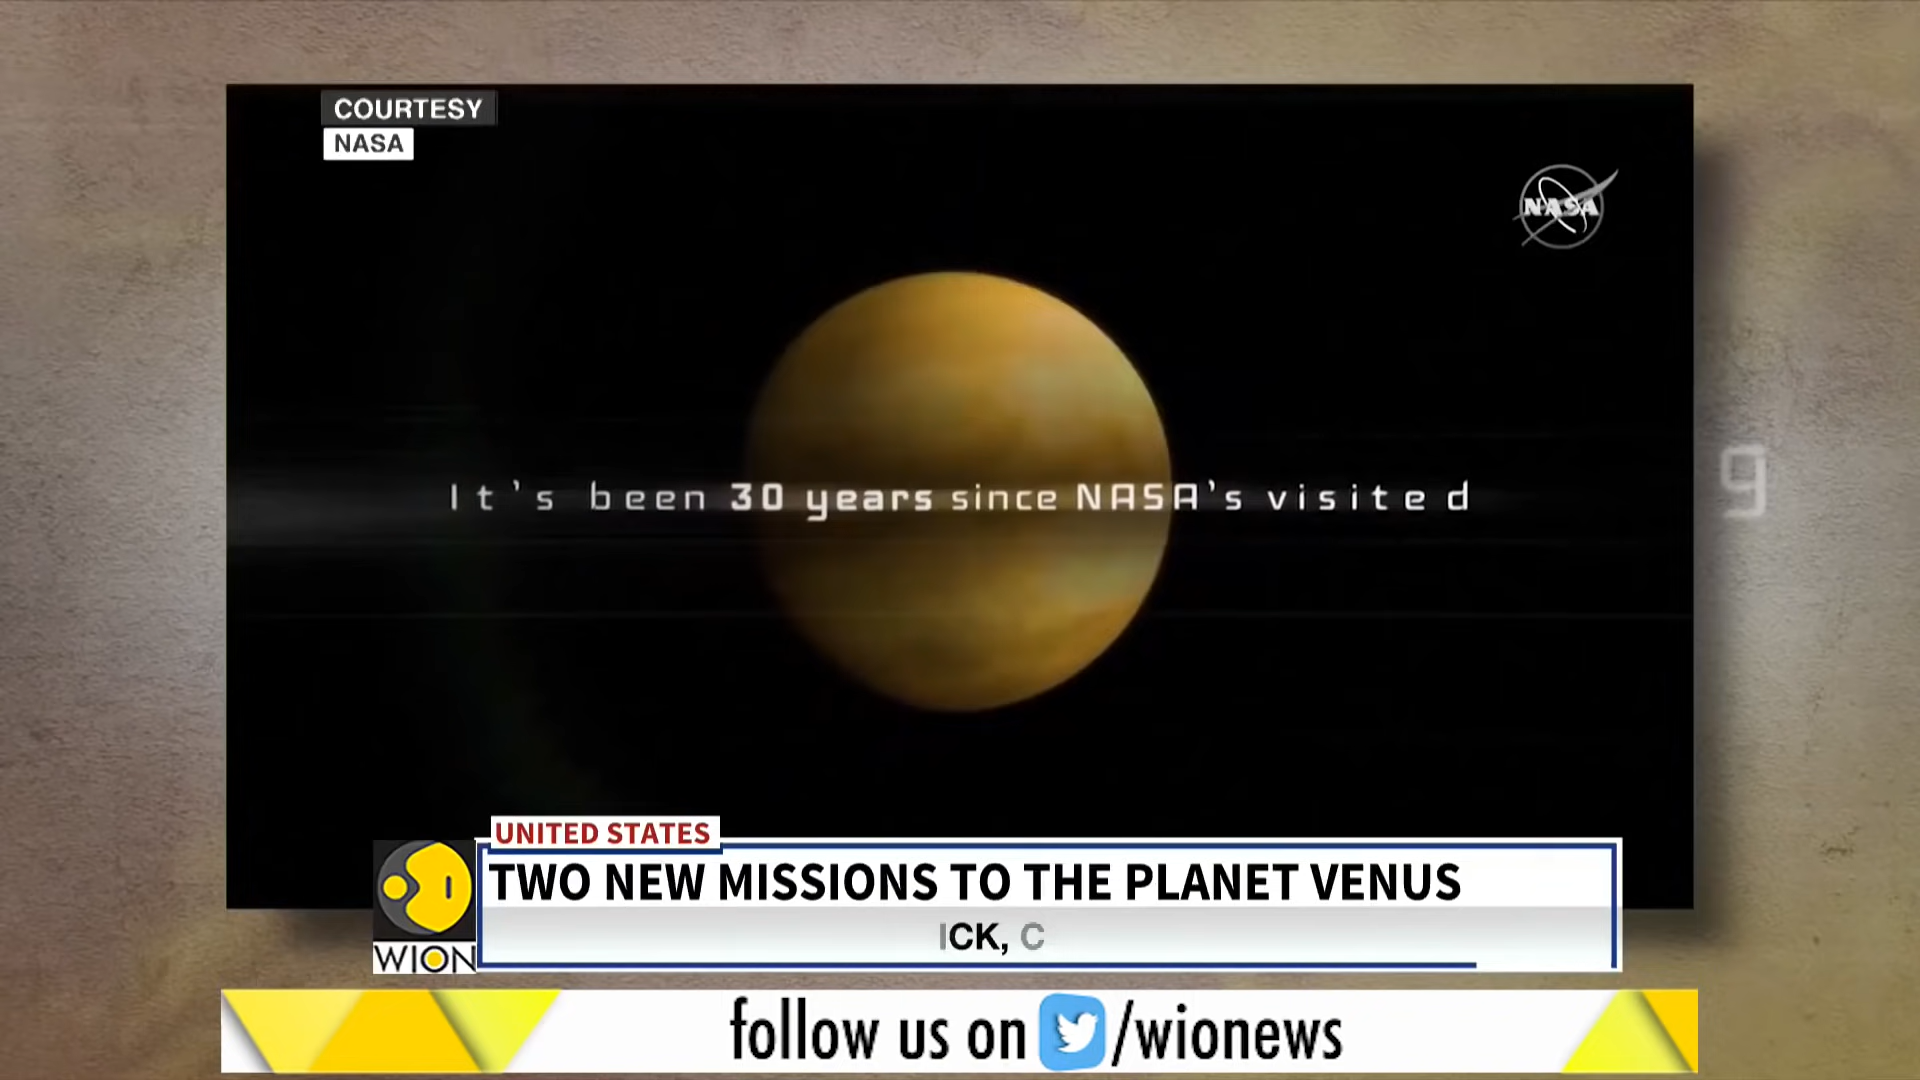 COURTESY
NASA
NASA
It's been 30 years since NASA's visited
g
UNITED STATES
TWO NEW MISSIONS TO THE PLANET VENUS
ICK, C
WION
follow us on /wionews